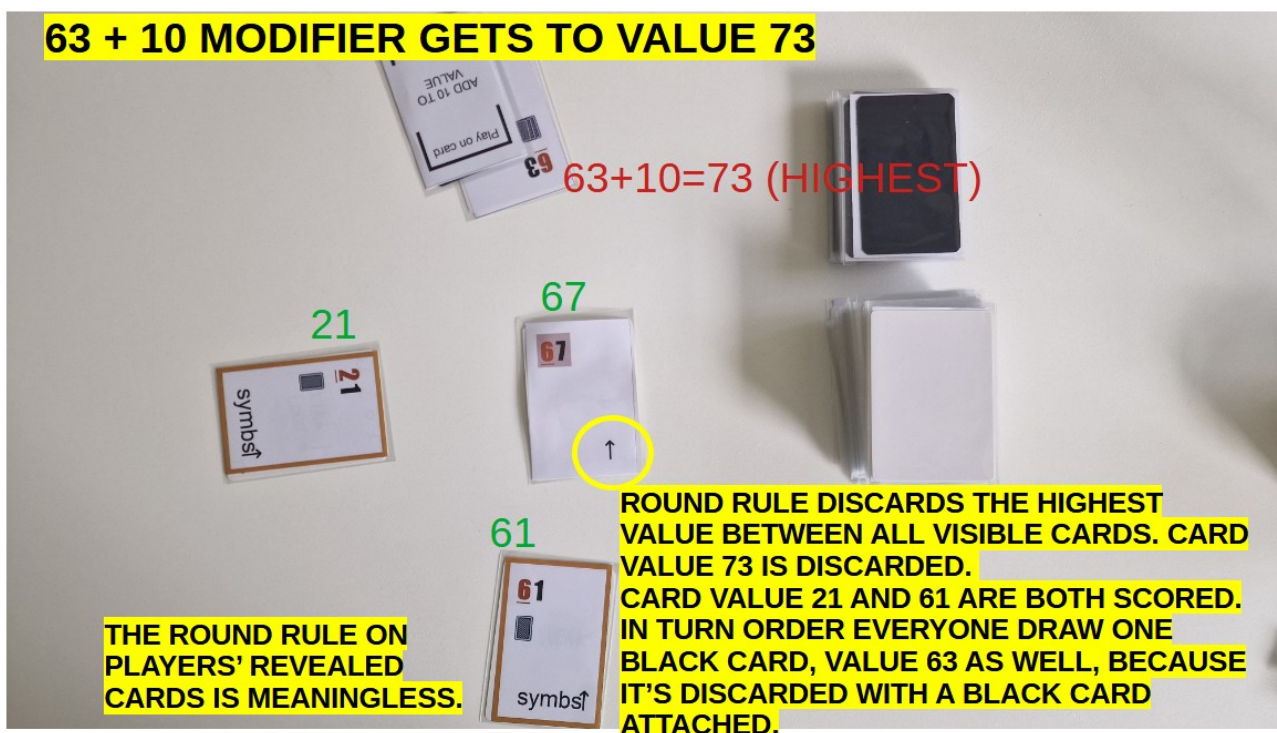 63 + 10 MODIFIER GETS TO VALUE 73
ADD 10 TO
VALUE
Play on card
63
63+10=73 (HIGHEST)
67
67
↑
21
21
symbs↑
61
61
symbs↑
THE ROUND RULE ON
PLAYERS’ REVEALED
CARDS IS MEANINGLESS.
ROUND RULE DISCARDS THE HIGHEST
VALUE BETWEEN ALL VISIBLE CARDS. CARD
VALUE 73 IS DISCARDED.
CARD VALUE 21 AND 61 ARE BOTH SCORED.
IN TURN ORDER EVERYONE DRAW ONE
BLACK CARD, VALUE 63 AS WELL, BECAUSE
IT’S DISCARDED WITH A BLACK CARD
ATTACHED.